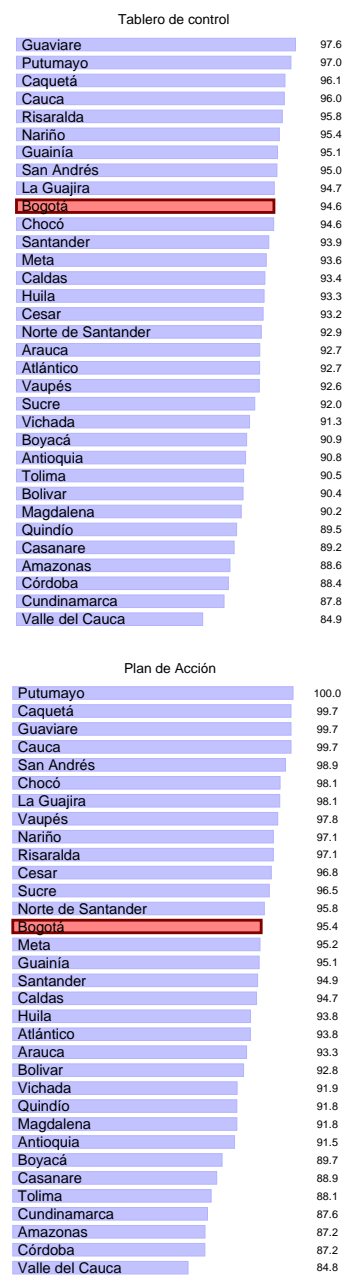 Tablero de control
Guaviare 97.6
Putumayo 97.0
Caquetá 96.1
Cauca 96.0
Risaralda 95.8
Nariño 95.4
Guainía 95.1
San Andrés 95.0
La Guajira 94.7
Bogotá 94.6
Chocó 94.6
Santander 93.9
Meta 93.6
Caldas 93.4
Huila 93.3
Cesar 93.2
Norte de Santander 92.9
Arauca 92.7
Atlántico 92.7
Vaupés 92.6
Sucre 92.0
Vichada 91.3
Boyacá 90.9
Antioquia 90.8
Tolima 90.5
Bolivar 90.4
Magdalena 90.2
Quindío 89.5
Casanare 89.2
Amazonas 88.6
Córdoba 88.4
Cundinamarca 87.8
Valle del Cauca 84.9
Plan de Acción
Putumayo 100.0
Caquetá 99.7
Guaviare 99.7
Cauca 99.7
San Andrés 98.9
Chocó 98.1
La Guajira 98.1
Vaupés 97.8
Nariño 97.1
Risaralda 97.1
Cesar 96.8
Sucre 96.5
Norte de Santander 95.8
Bogotá 95.4
Meta 95.2
Guainía 95.1
Santander 94.9
Caldas 94.7
Huila 93.8
Atlántico 93.8
Arauca 93.3
Bolivar 92.8
Vichada 91.9
Quindío 91.8
Magdalena 91.8
Antioquia 91.5
Boyacá 89.7
Casanare 88.9
Tolima 88.1
Cundinamarca 87.6
Amazonas 87.2
Córdoba 87.2
Valle del Cauca 84.8